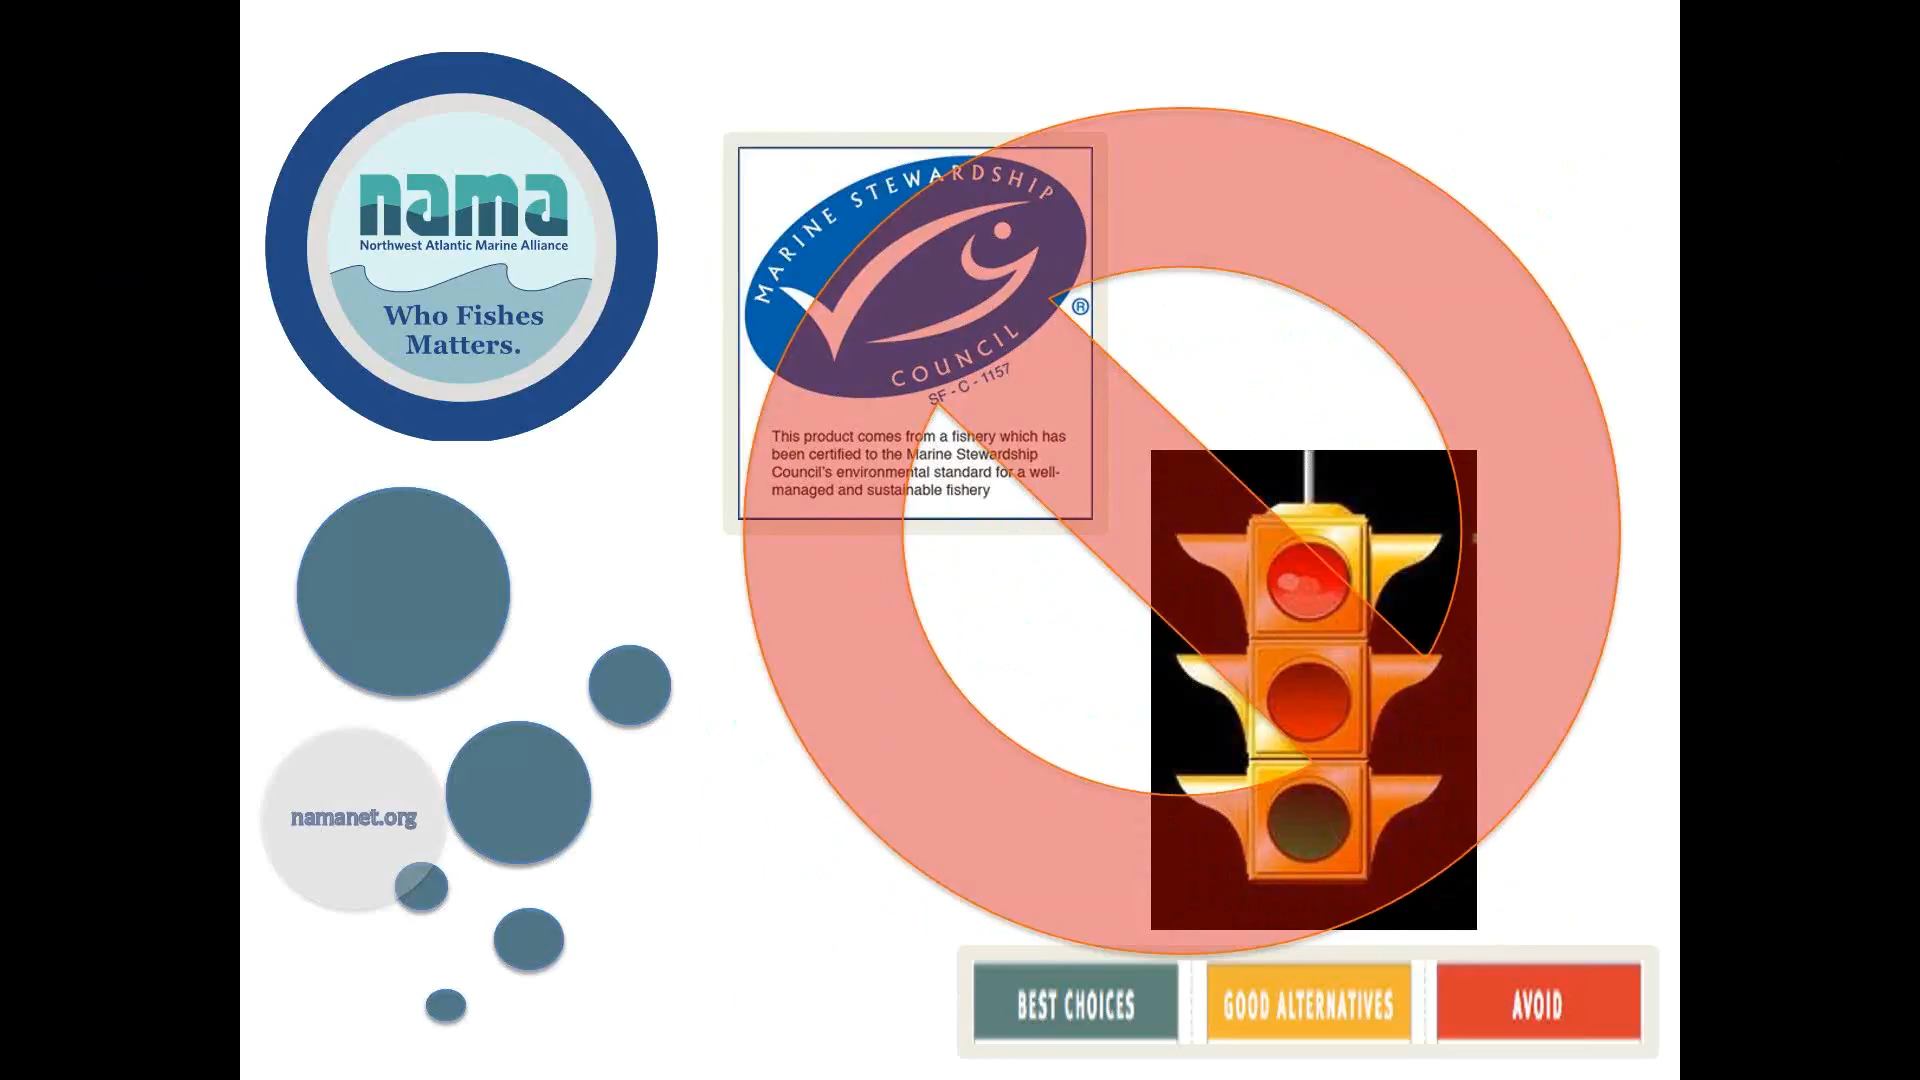 nama
Northwest Atlantic Marine Alliance
Who Fishes
Matters.
namanet.org
MARINE STEWARDSHIP
COUNCIL
®
SF - C - 1157
This product comes from a fishery which has
been certified to the Marine Stewardship
Council's environmental standard for a well-
managed and sustainable fishery
BEST CHOICES
GOOD ALTERNATIVES
AVOID